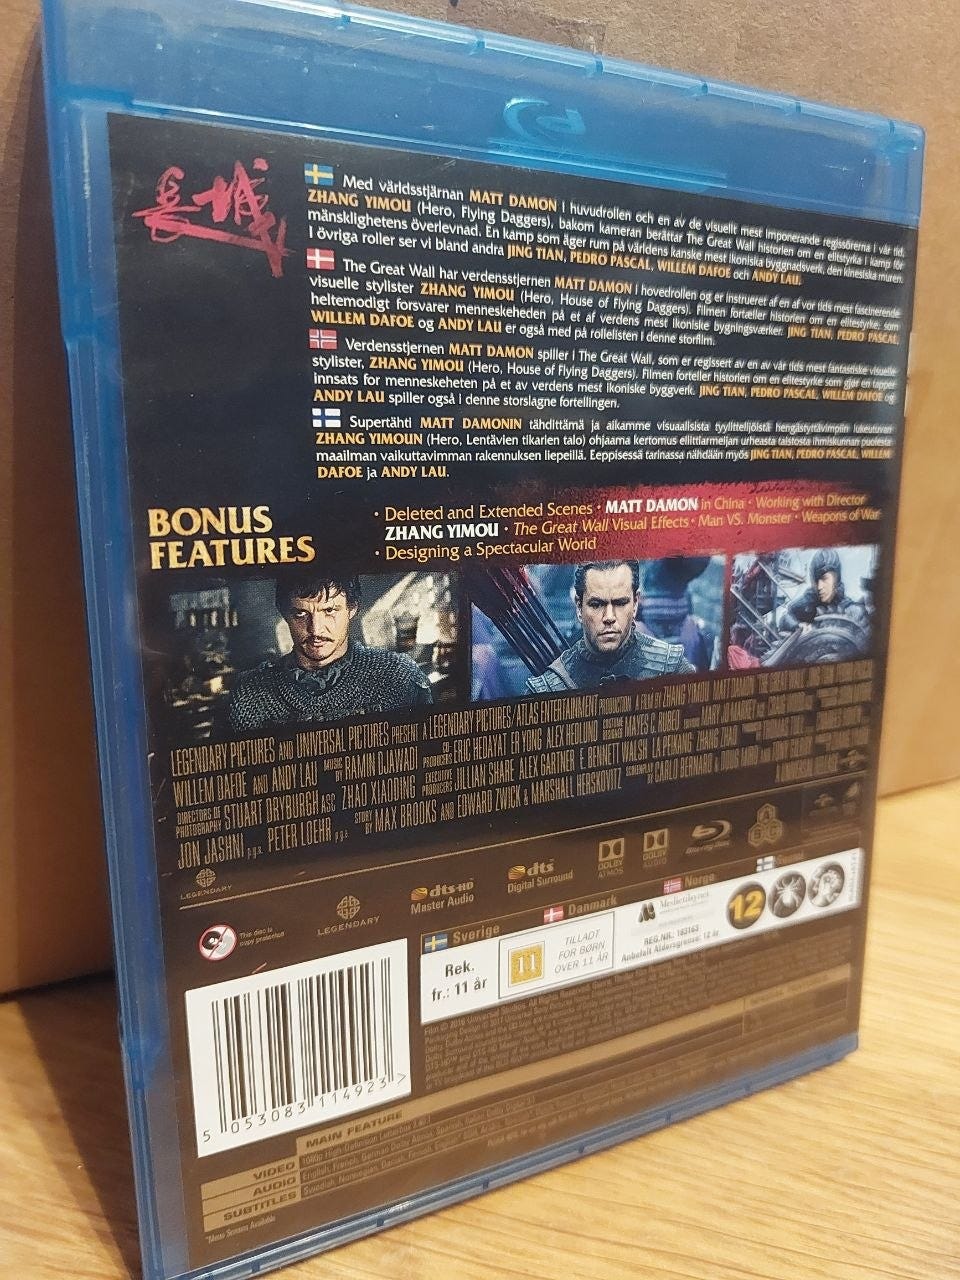 長城
Med världsstjärnan MATT DAMON i huvudrollen och en av de visuellt mest imponerande regissörerna i vår tid,
ZHANG YIMOU (Hero, Flying Daggers), bakom kameran berättar The Great Wall historien om en elitstyrka i kamp för
mänsklighetens överlevnad. En kamp som äger rum på världens kanske mest ikoniska byggnadsverk, den kinesiska muren.
I övriga roller ser vi bland andra JING TIAN, PEDRO PASCAL, WILLEM DAFOE och ANDY LAU.
The Great Wall har verdensstjernen MATT DAMON i hovedrollen og er instrueret af en af vor tids mest fascinerende
visuelle stylister ZHANG YIMOU (Hero, House of Flying Daggers). Filmen fortæller historien om en elitestyrke, som
heltemodigt forsvarer menneskeheden på et af verdens mest ikoniske bygningsværker. JING TIAN, PEDRO PASCAL,
WILLEM DAFOE og ANDY LAU er også med på rollelisten i denne storfilm.
Verdensstjernen MATT DAMON spiller i The Great Wall, som er regissert av en av vår tids mest fantastiske visuelle
stylister, ZHANG YIMOU (Hero, House of Flying Daggers). Filmen forteller historien om en elitestyrke som gjør en tapper
innsats for menneskeheten på et av verdens mest ikoniske byggverk. JING TIAN, PEDRO PASCAL, WILLEM DAFOE og
ANDY LAU spiller også i denne storslagne fortellingen.
Supertähti MATT DAMONIN tähdittämä ja aikamme visuaalisista tyylittelijöistä hengästyttävimpiin lukeutuvan
ZHANG YIMOUN (Hero, Lentävien tikarien talo) ohjaama kertomus eliittiarmeijan urheasta taistosta ihmiskunnan puolesta
maailman vaikuttavimman rakennuksen liepeillä. Eeppisessä tarinassa nähdään myös JING TIAN, PEDRO PASCAL, WILLEM
DAFOE ja ANDY LAU.
BONUS
FEATURES
• Deleted and Extended Scenes • MATT DAMON in China • Working with Director
ZHANG YIMOU • The Great Wall Visual Effects • Man VS. Monster • Weapons of War
• Designing a Spectacular World
LEGENDARY PICTURES AND UNIVERSAL PICTURES PRESENT A LEGENDARY PICTURES/ATLAS ENTERTAINMENT PRODUCTION A FILM BY ZHANG YIMOU MATT DAMON
WILLEM DAFOE AND ANDY LAU MUSIC BY RAMIN DJAWADI CO-PRODUCERS ERIC HEDAYAT ER YONG ALEX HEDLUND COSTUME DESIGNER MAYES C. RUBEO
DIRECTORS OF PHOTOGRAPHY STUART DRYBURGH ASC ZHAO XIAODING EXECUTIVE PRODUCERS JILLIAN SHARE ALEX GARTNER E. BENNETT WALSH LA PEIKANG ZHANG ZHAO
JON JASHNI p.g.a. PETER LOEHR p.g.a. STORY BY MAX BROOKS AND EDWARD ZWICK & MARSHALL HERSKOVITZ SCREENPLAY BY CARLO BERNARD & DOUG
LEGENDARY
LEGENDARY
dts-HD
Master Audio
dts
Digital Surround
DOLBY
ATMOS
DOLBY
AUDIO
Blu-ray Disc
A
B C
This disc is
copy protected
Sverige
Rek.
fr.: 11 år
Danmark
11
TILLADT
FOR BØRN
OVER 11 ÅR
Norge
Medietilsynet
REG.NR.: 163163
Anbefalt Aldersgrense: 12 år
Suomi
12
5 053083 114923 >
MAIN FEATURE
VIDEO
AUDIO
SUBTITLES